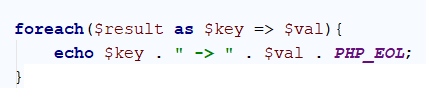 foreach($result as $key => $val){
    echo $key . " -> " . $val . PHP_EOL;
}